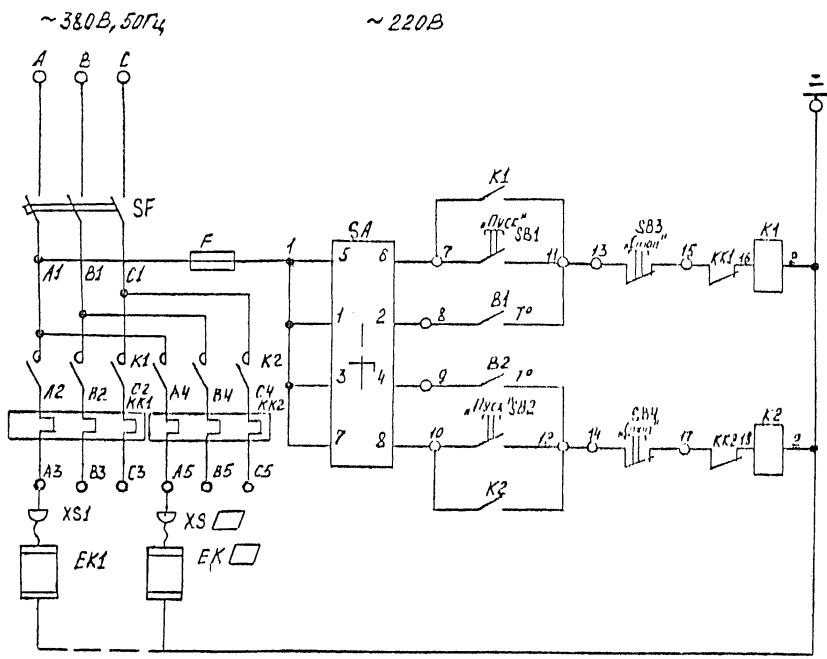 ~380В, 50Гц ~220В
А В С
SF
F 1 SA
A1 B1 C1
5 6 7 K1 „Пуск" SB1 11 13 SB3 15 KK1 16 K1
1 2 8 B1 T°
3 4 9 B2 T°
7 8 10 „Пуск" SB2 12 14 SB4 17 KK2 18 K2
K2
K1 K2
A2 B2 C2 A4 B4 C4
KK1 KK2
A3 B3 C3 A5 B5 C5
XS1 XS
EK1 EK